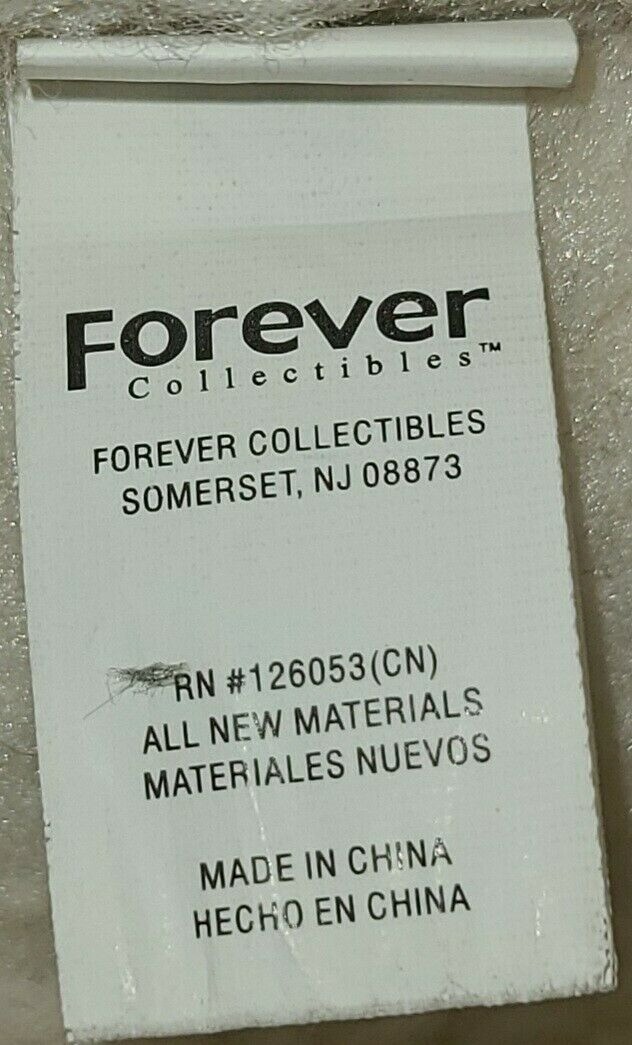 Forever
Collectibles™
FOREVER COLLECTIBLES
SOMERSET, NJ 08873
RN #126053(CN)
ALL NEW MATERIALS
MATERIALES NUEVOS
MADE IN CHINA
HECHO EN CHINA